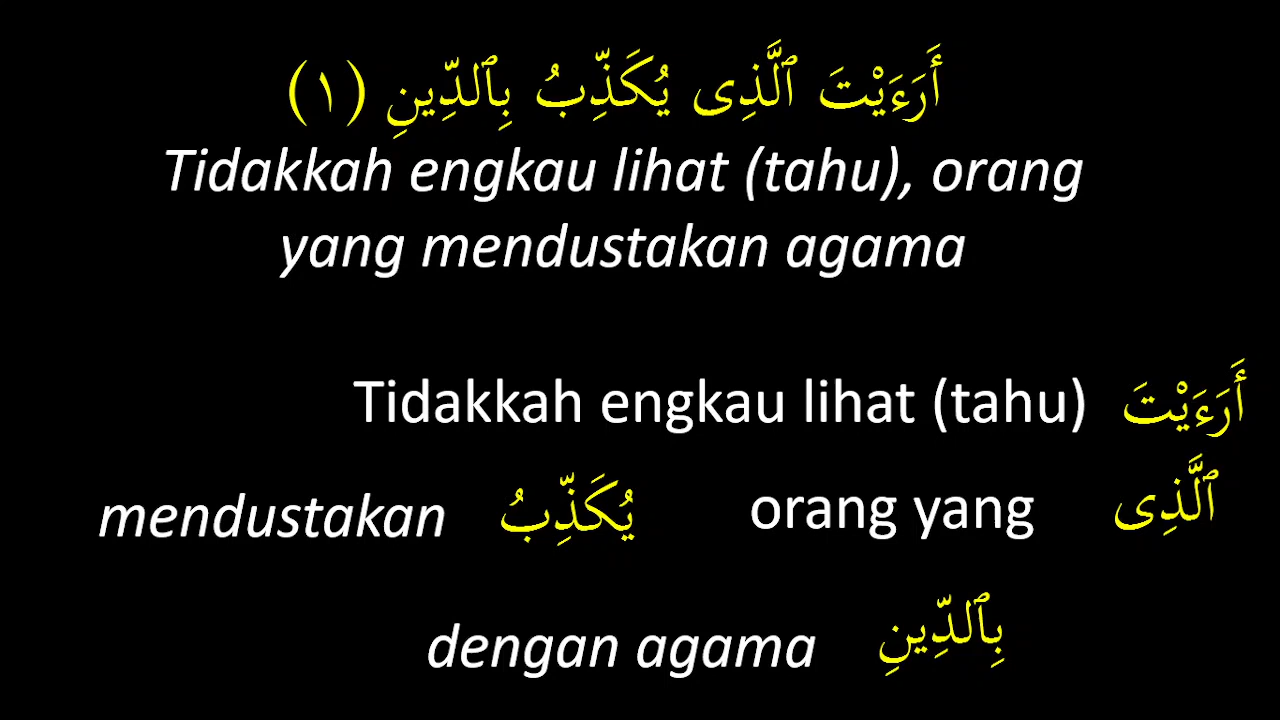 أَرَءَيْتَ ٱلَّذِى يُكَذِّبُ بِٱلدِّينِ (١)
Tidakkah engkau lihat (tahu), orang
yang mendustakan agama
Tidakkah engkau lihat (tahu) أَرَءَيْتَ
ٱلَّذِى orang yang يُكَذِّبُ mendustakan
dengan agama بِٱلدِّينِ